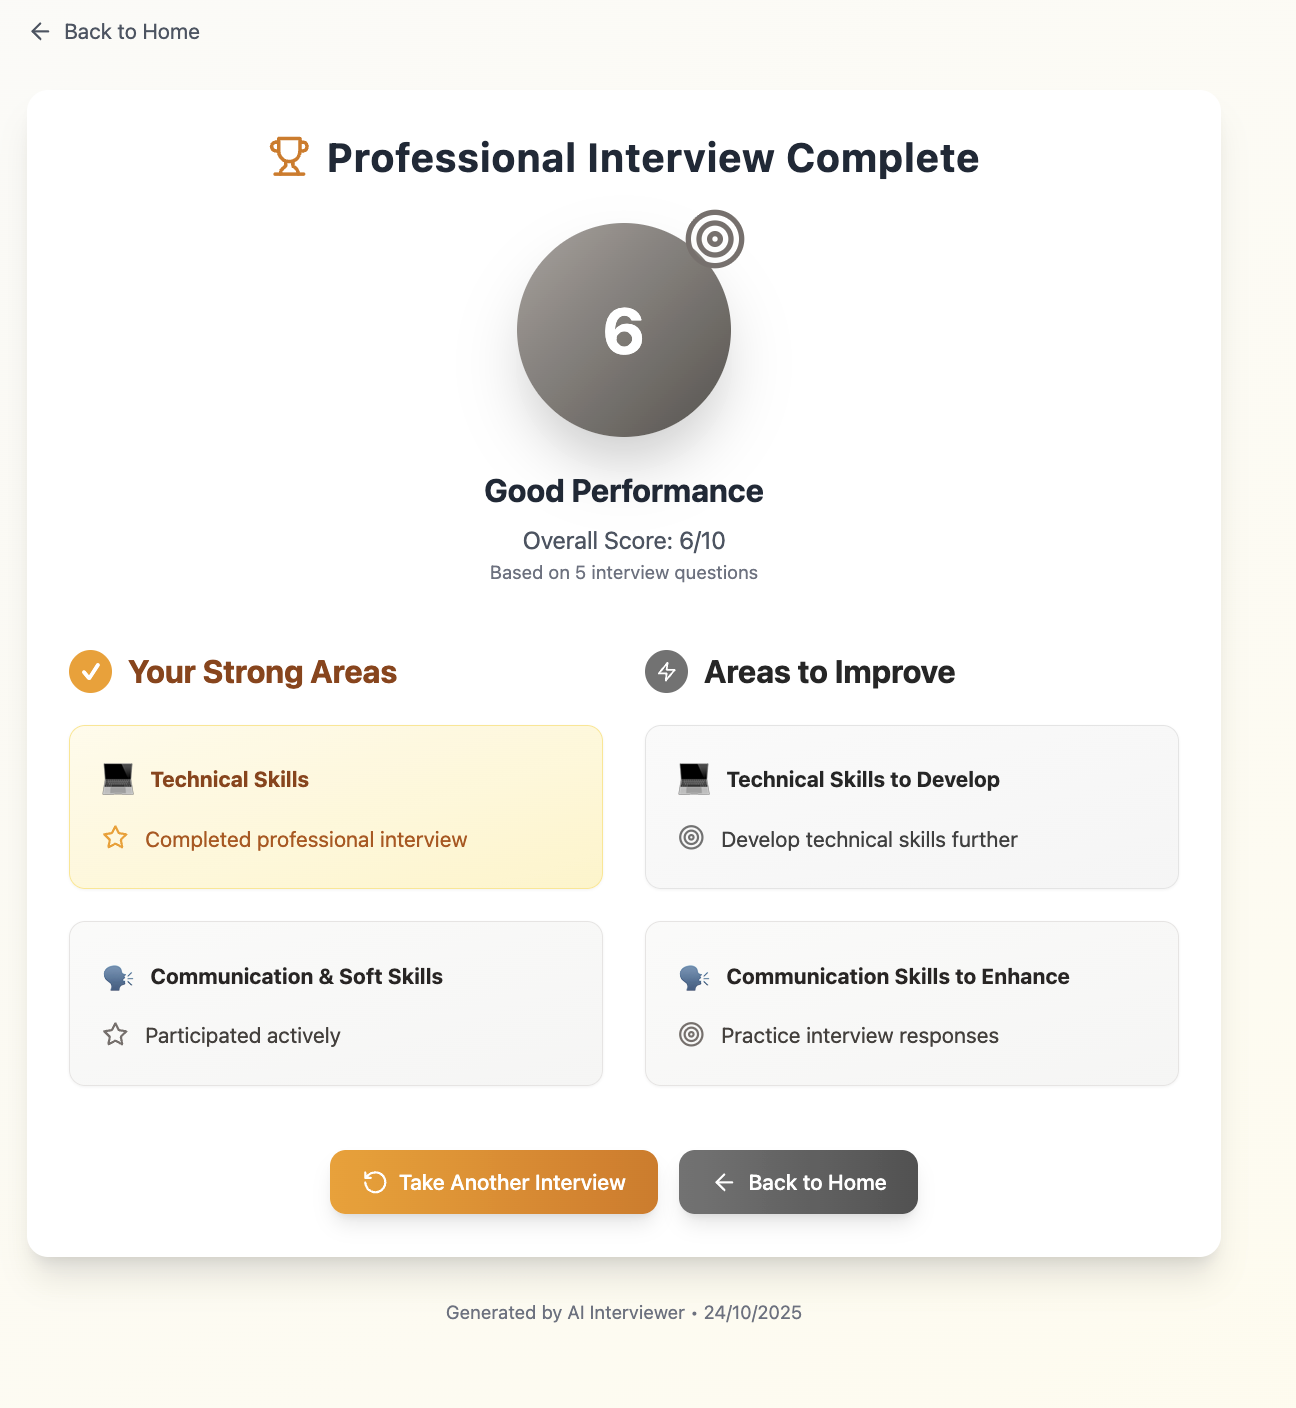 Back to Home
Professional Interview Complete
6
Good Performance
Overall Score: 6/10
Based on 5 interview questions
Your Strong Areas
Technical Skills
Completed professional interview
Communication & Soft Skills
Participated actively
Areas to Improve
Technical Skills to Develop
Develop technical skills further
Communication Skills to Enhance
Practice interview responses
Take Another Interview
Back to Home
Generated by AI Interviewer • 24/10/2025